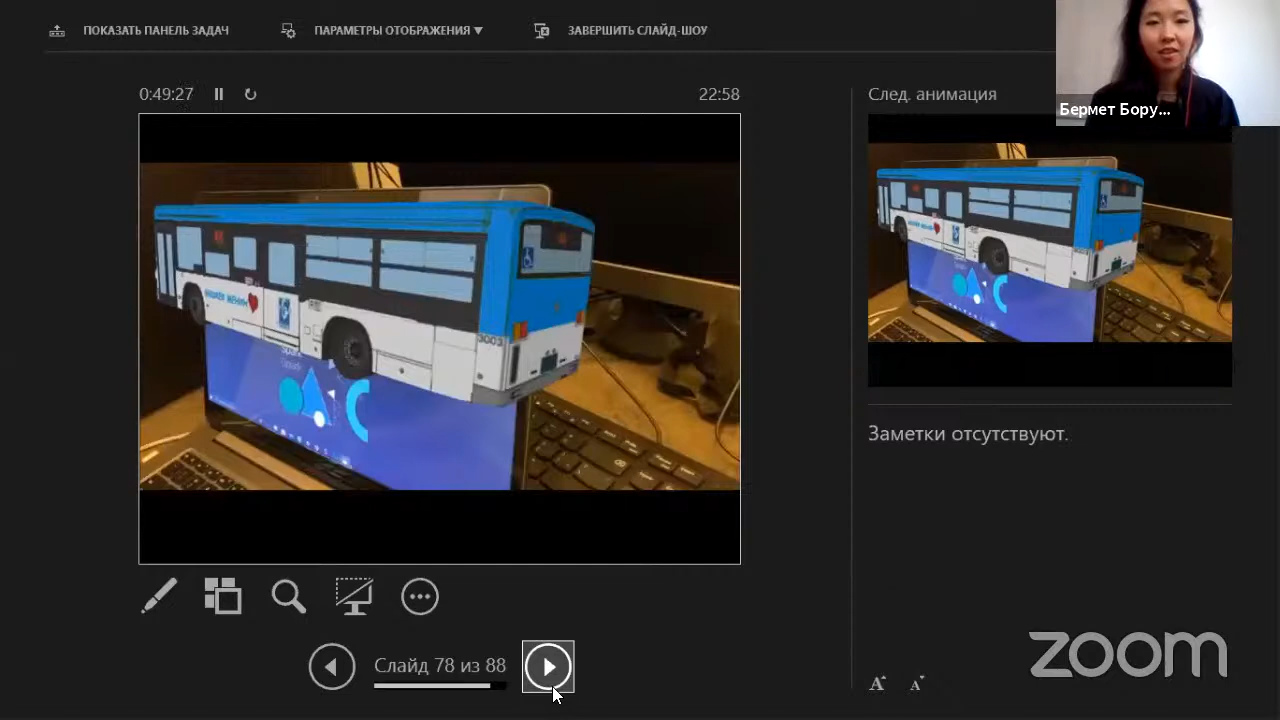 ПОКАЗАТЬ ПАНЕЛЬ ЗАДАЧ
ПАРАМЕТРЫ ОТОБРАЖЕНИЯ ▾
ЗАВЕРШИТЬ СЛАЙД-ШОУ
Бермет Бору...
0:49:27
22:58
След. анимация
3003
Заметки отсутствуют.
Слайд 78 из 88
zoom